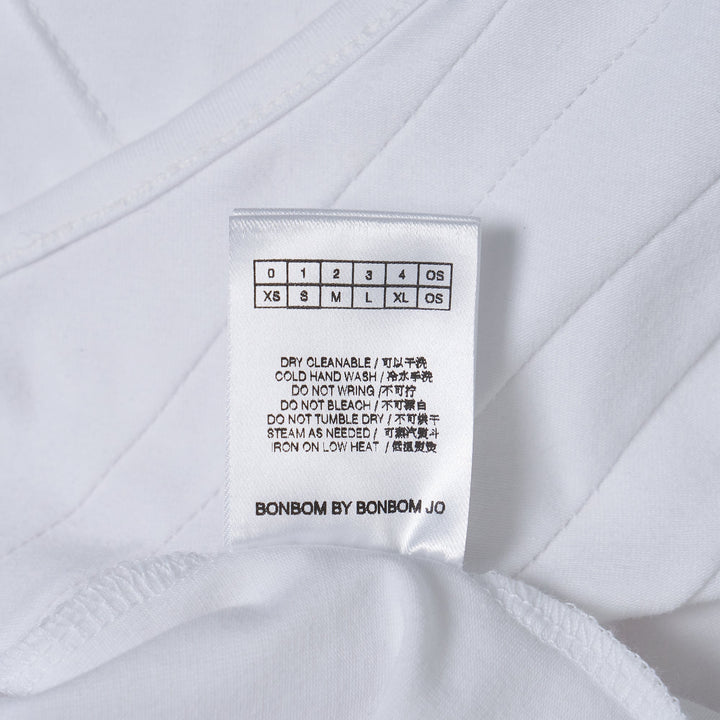 0 1 2 3 4 OS
XS S M L XL OS
DRY CLEANABLE / 可以干洗
COLD HAND WASH / 冷水手洗
DO NOT WRING /不可拧
DO NOT BLEACH / 不可漂白
DO NOT TUMBLE DRY / 不可烘干
STEAM AS NEEDED / 可蒸汽熨斗
IRON ON LOW HEAT / 低温熨烫
BONBOM BY BONBOM JO